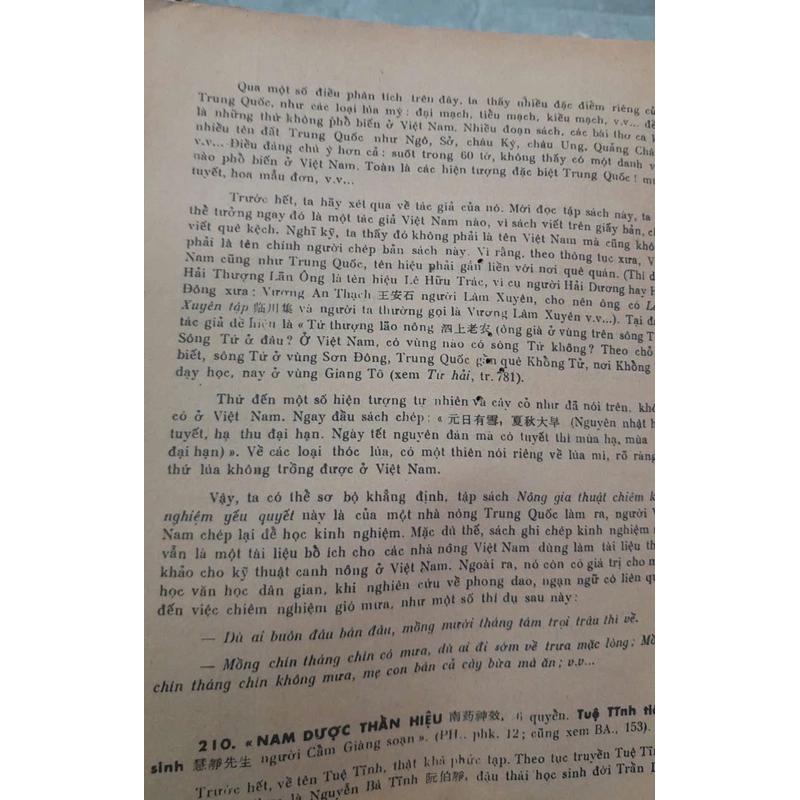 Qua một số điều phân tích trên đây, ta thấy nhiều đặc điểm riêng củ
Trung Quốc, như các loại lúa mỳ: đại mạch, tiểu mạch, kiều mạch, v.v... đề
là những thứ không phổ biến ở Việt Nam. Nhiều đoạn sách, các bài thơ ca
nhiều tên đất Trung Quốc như Ngô, Sở, châu Ký, châu Ung, Quảng Châ
v.v... Điều đáng chú ý hơn cả: suốt trong 60 tờ, không thấy có một danh v
nào phổ biến ở Việt Nam. Toàn là các hiện tượng đặc biệt Trung Quốc! mư
tuyết, hoa mẫu đơn, v.v...
Trước hết, ta hãy xét qua về tác giả của nó. Mới đọc tập sách này, ta
thể tưởng ngay đó là một tác giả Việt Nam nào, vì sách viết trên giấy bản, ch
viết quê kệch. Nghĩ kỹ, ta thấy đó không phải là tên Việt Nam mà cũng khô
phải là tên chính người chép bản sách này. Vì rằng, theo thông tục xưa, V
Nam cũng như Trung Quốc, tên hiệu phải gắn liền với nơi quê quán. (Thí d
Hải Thượng Lãn Ông là tên hiệu Lê Hữu Trác, vì cụ người Hải Dương hay H
Đông xưa: Vương An Thạch 王安石 người Lâm Xuyên, cho nên ông có L
Xuyên tập 临川集 và người ta thường gọi là Vương Lâm Xuyên v.v...). Tại đ
tác giả đề hiệu là « Tứ thượng lão nông 泗上老农 (ông già ở vùng trên sông T
Sông Tứ ở đâu? Ở Việt Nam, có vùng nào có sông Tứ không? Theo chỗ
biết, sông Tứ ở vùng Sơn Đông, Trung Quốc gần quê Khổng Tử, nơi Khổng
dạy học, nay ở vùng Giang Tô (xem Từ hải, tr. 781).
Thứ đến một số hiện tượng tự nhiên và cây cỏ như đã nói trên, khô
có ở Việt Nam. Ngay đầu sách chép: « 元日有雪, 夏秋大旱 (Nguyên nhật h
tuyết, hạ thu đại hạn. Ngày tết nguyên đán mà có tuyết thì mùa hạ, mùa
đại hạn) ». Về các loại thóc lúa, có một thiên nói riêng về lúa mì, rõ ràng
thứ lúa không trồng được ở Việt Nam.
Vậy, ta có thể sơ bộ khẳng định, tập sách Nông gia thuật chiêm k
nghiệm yếu quyết này là của một nhà nông Trung Quốc làm ra, người V
Nam chép lại để học kinh nghiệm. Mặc dù thế, sách ghi chép kinh nghiệm
vẫn là một tài liệu bổ ích cho các nhà nông Việt Nam dùng làm tài liệu th
khảo cho kỹ thuật canh nông ở Việt Nam. Ngoài ra, nó còn có giá trị cho m
học văn học dân gian, khi nghiên cứu về phong dao, ngạn ngữ có liên qu
đến việc chiêm nghiệm gió mưa, như một số thí dụ sau này:
— Dù ai buôn đâu bán đâu, mồng mười tháng tám trọi trâu thì về.
— Mồng chín tháng chín có mưa, dù ai đi sớm về trưa mặc lòng; Mồ
chín tháng chín không mưa, mẹ con bán cả cày bừa mà ăn; v.v...
210. « NAM DƯỢC THẦN HIỆU 南药神效, 6 quyển. Tuệ Tĩnh tiê
sinh 慧靜先生 người Cẩm Giàng soạn ». (PH., phk. 12; cũng xem BA., 153).
Trước hết, về tên Tuệ Tĩnh, thật khá phức tạp. Theo tục truyền Tuệ Tĩn
là Nguyễn Bá Tĩnh 阮伯靜, đậu thái học sinh đời Trần